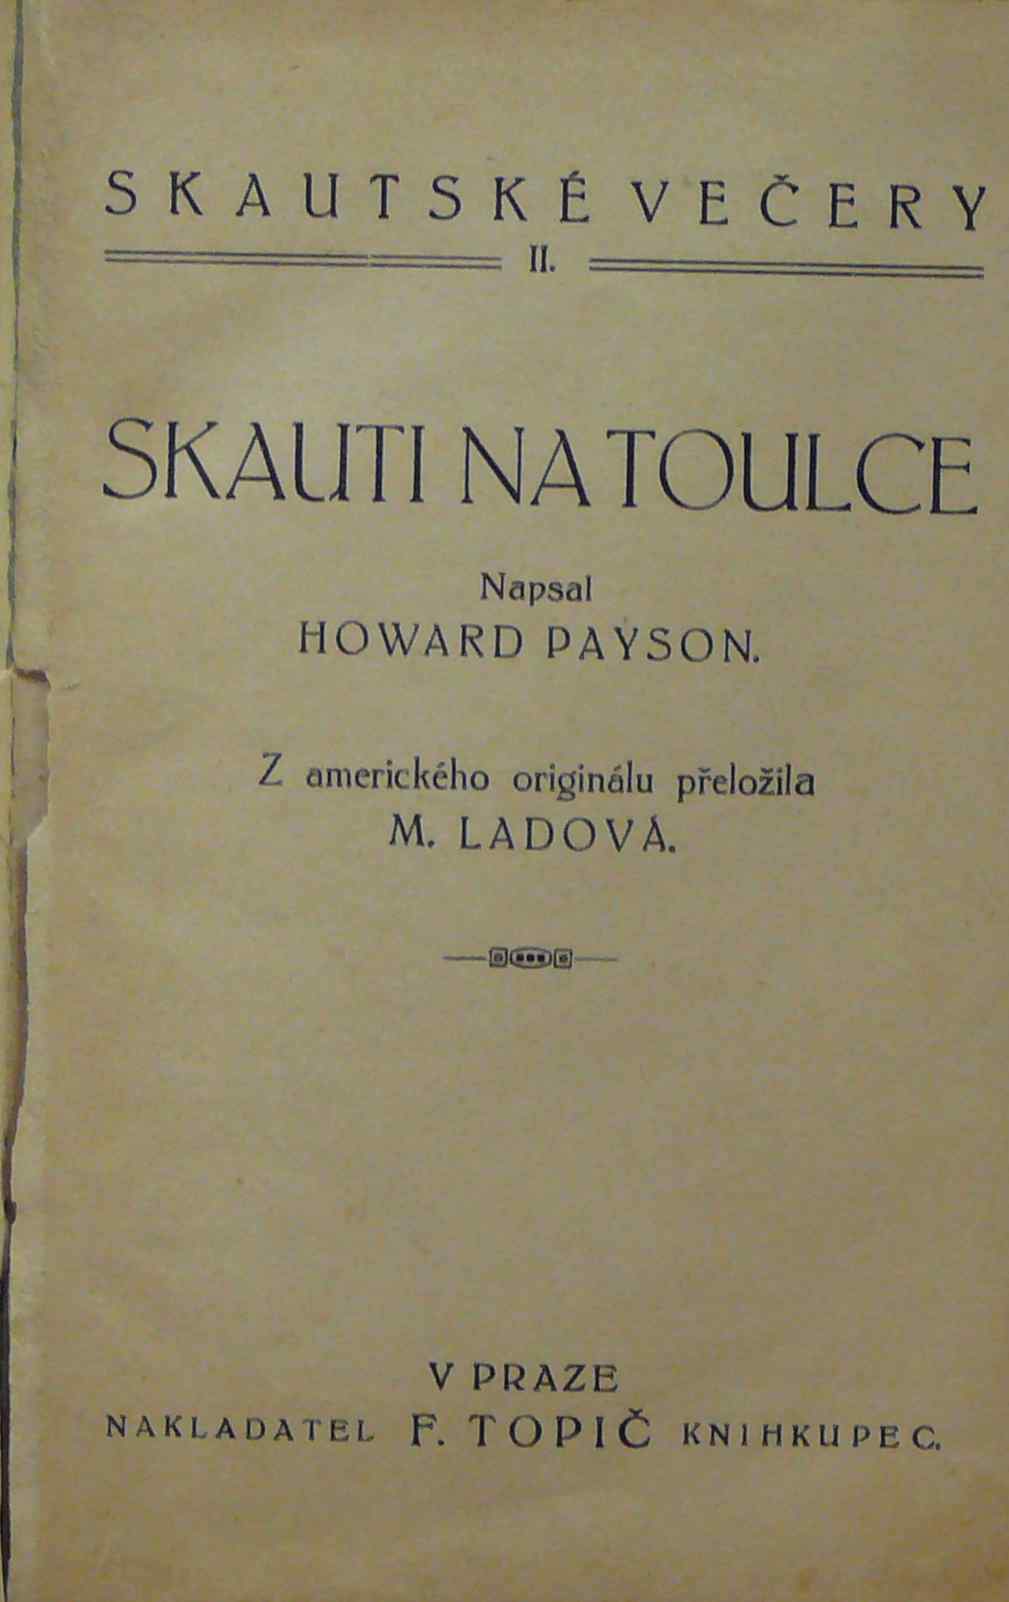 SKAUTSKÉ VEČERY
II.
SKAUTI NA TOULCE
Napsal
HOWARD PAYSON.
Z amerického originálu přeložila
M. LADOVÁ.
V PRAZE
NAKLADATEL F. TOPIČ KNIHKUPEC.